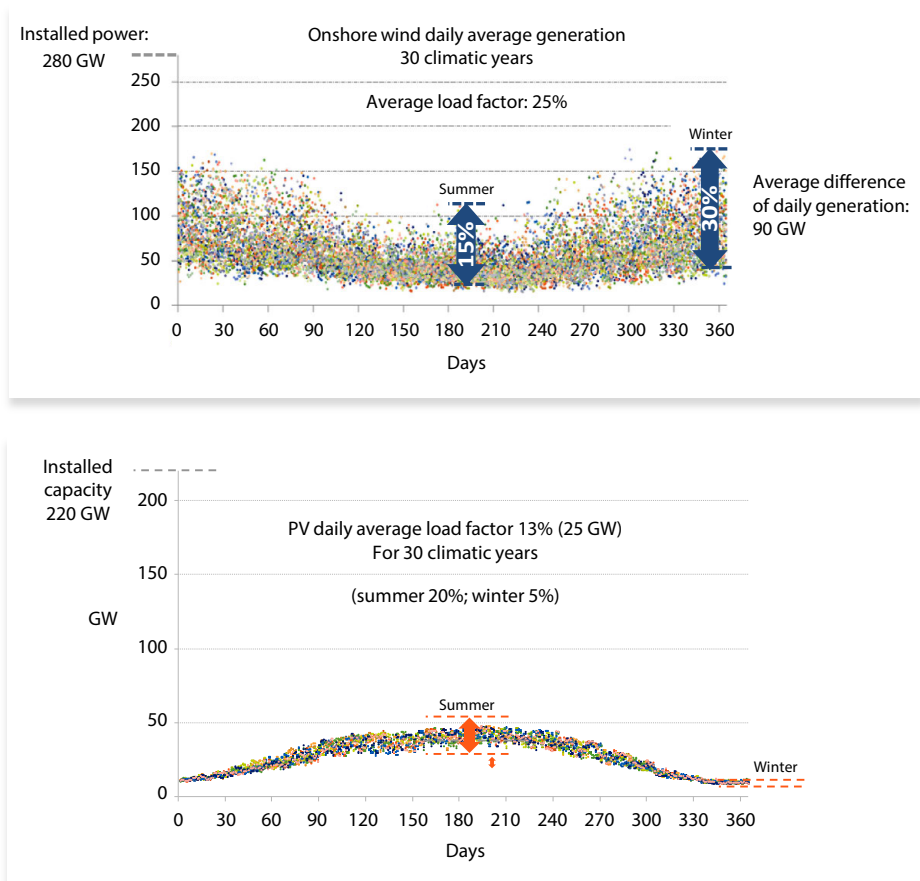 Installed power:
280 GW
Onshore wind daily average generation
30 climatic years
Average load factor: 25%
250
200
150
100
50
0
Summer
15%
Winter
30%
Average difference
of daily generation:
90 GW
0 30 60 90 120 150 180 210 240 270 300 330 360
Days
Installed
capacity
220 GW
PV daily average load factor 13% (25 GW)
For 30 climatic years
(summer 20%; winter 5%)
GW
200
150
100
50
0
Summer
Winter
0 30 60 90 120 150 180 210 240 270 300 330 360
Days